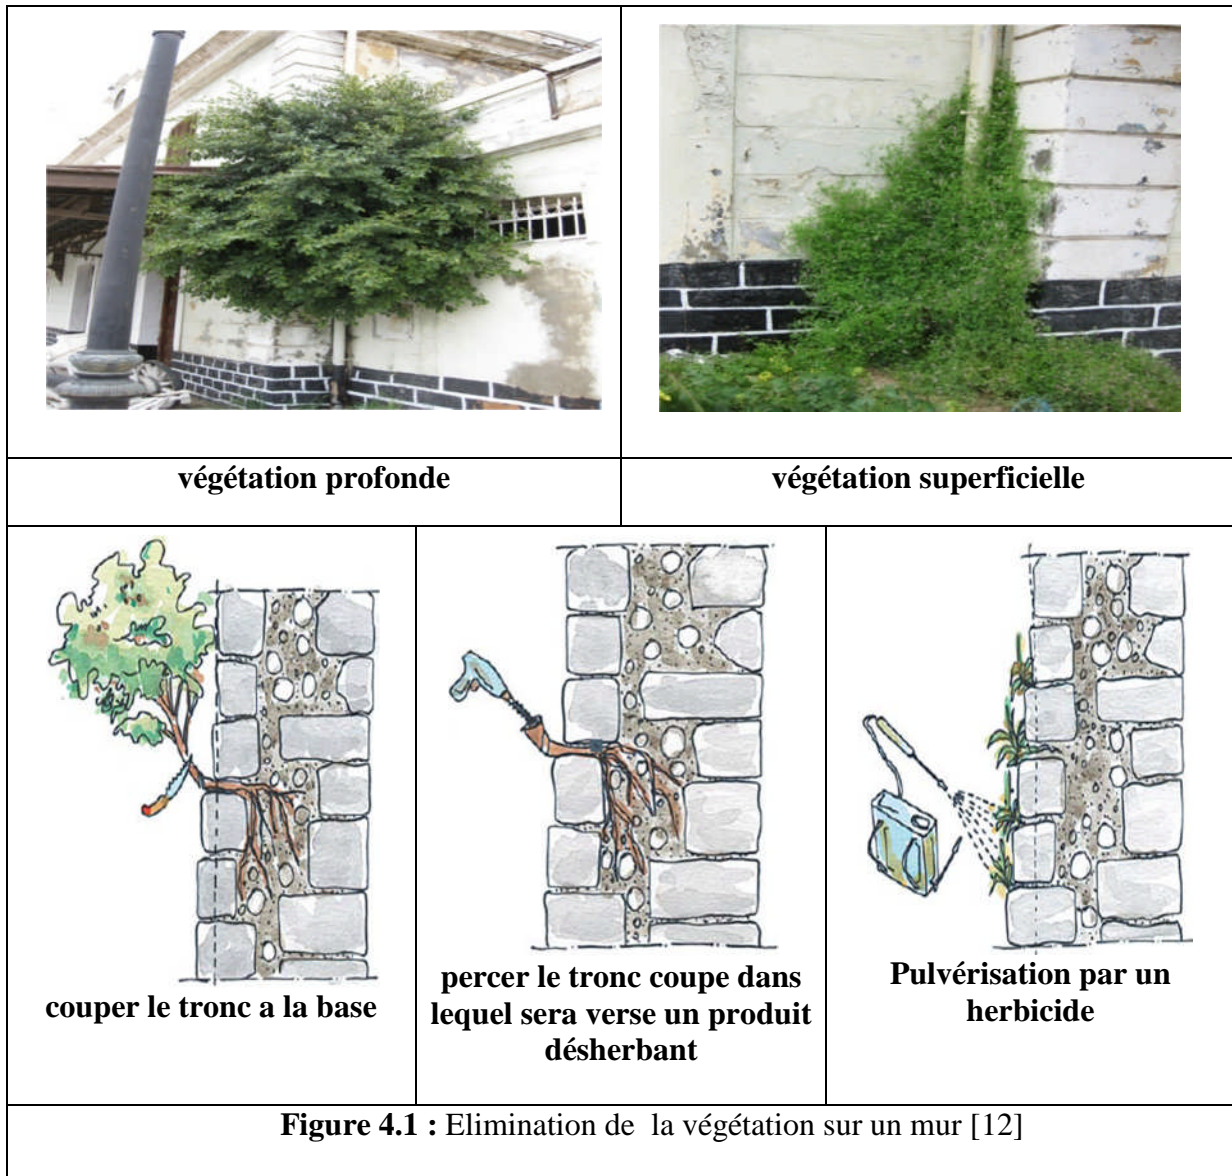 végétation profonde
végétation superficielle
couper le tronc a la base
percer le tronc coupe dans
lequel sera verse un produit
désherbant
Pulvérisation par un
herbicide
Figure 4.1 : Elimination de la végétation sur un mur [12]